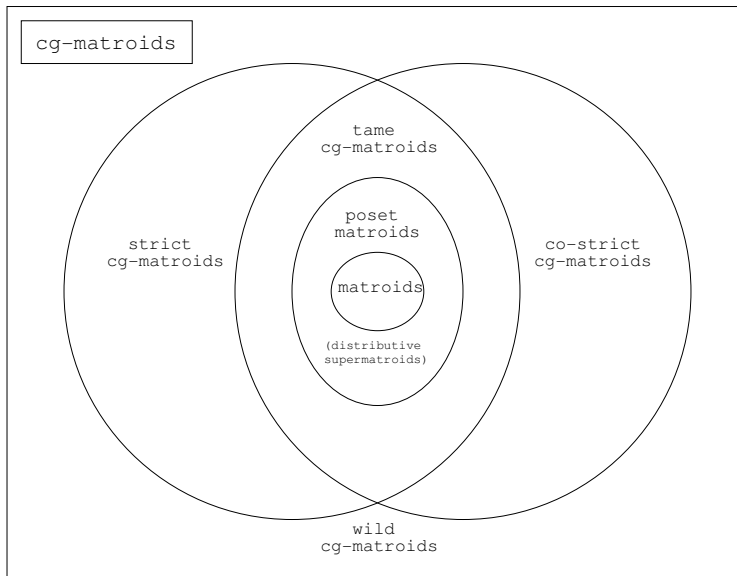 cg-matroids
tame
cg-matroids
poset
matroids
strict
cg-matroids
co-strict
cg-matroids
matroids
(distributive
supermatroids)
wild
cg-matroids